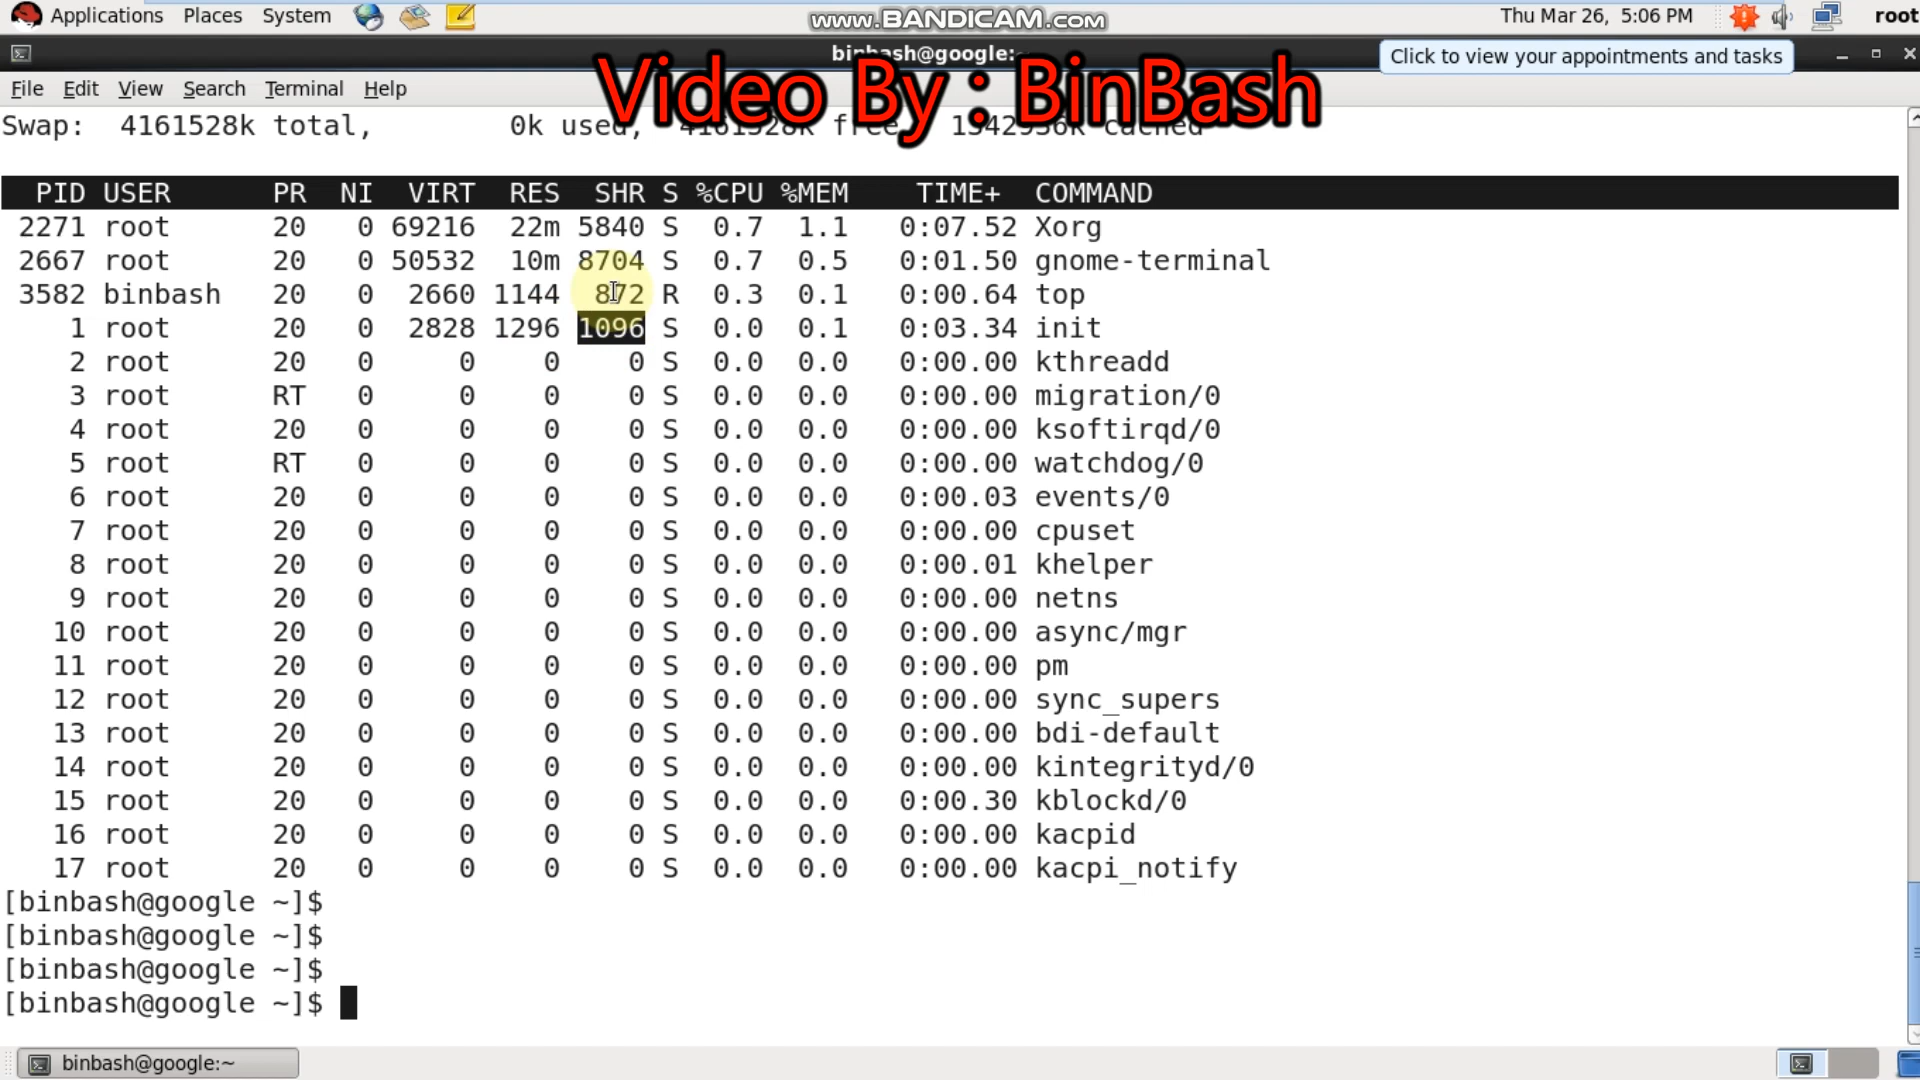 Applications Places System www.BANDICAM.com Thu Mar 26, 5:06 PM root
binbash@google:~
Click to view your appointments and tasks
File Edit View Search Terminal Help
Video By : BinBash
Swap: 4161528k total, 0k used, 4161528k free, 1342936k cached
PID USER PR NI VIRT RES SHR S %CPU %MEM TIME+ COMMAND
2271 root 20 0 69216 22m 5840 S 0.7 1.1 0:07.52 Xorg
2667 root 20 0 50532 10m 8704 S 0.7 0.5 0:01.50 gnome-terminal
3582 binbash 20 0 2660 1144 872 R 0.3 0.1 0:00.64 top
1 root 20 0 2828 1296 1096 S 0.0 0.1 0:03.34 init
2 root 20 0 0 0 0 S 0.0 0.0 0:00.00 kthreadd
3 root RT 0 0 0 0 S 0.0 0.0 0:00.00 migration/0
4 root 20 0 0 0 0 S 0.0 0.0 0:00.00 ksoftirqd/0
5 root RT 0 0 0 0 S 0.0 0.0 0:00.00 watchdog/0
6 root 20 0 0 0 0 S 0.0 0.0 0:00.03 events/0
7 root 20 0 0 0 0 S 0.0 0.0 0:00.00 cpuset
8 root 20 0 0 0 0 S 0.0 0.0 0:00.01 khelper
9 root 20 0 0 0 0 S 0.0 0.0 0:00.00 netns
10 root 20 0 0 0 0 S 0.0 0.0 0:00.00 async/mgr
11 root 20 0 0 0 0 S 0.0 0.0 0:00.00 pm
12 root 20 0 0 0 0 S 0.0 0.0 0:00.00 sync_supers
13 root 20 0 0 0 0 S 0.0 0.0 0:00.00 bdi-default
14 root 20 0 0 0 0 S 0.0 0.0 0:00.00 kintegrityd/0
15 root 20 0 0 0 0 S 0.0 0.0 0:00.30 kblockd/0
16 root 20 0 0 0 0 S 0.0 0.0 0:00.00 kacpid
17 root 20 0 0 0 0 S 0.0 0.0 0:00.00 kacpi_notify
[binbash@google ~]$
[binbash@google ~]$
[binbash@google ~]$
[binbash@google ~]$
binbash@google:~